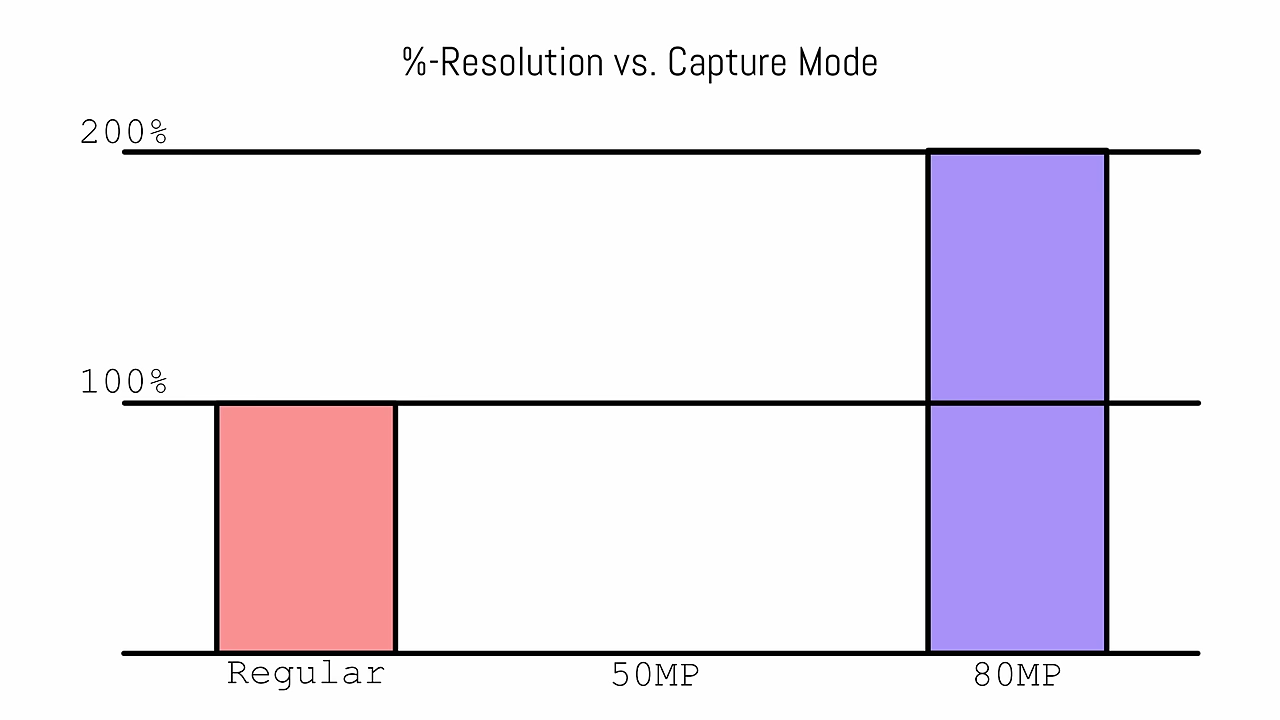 %-Resolution vs. Capture Mode
200%
100%
Regular
50MP
80MP